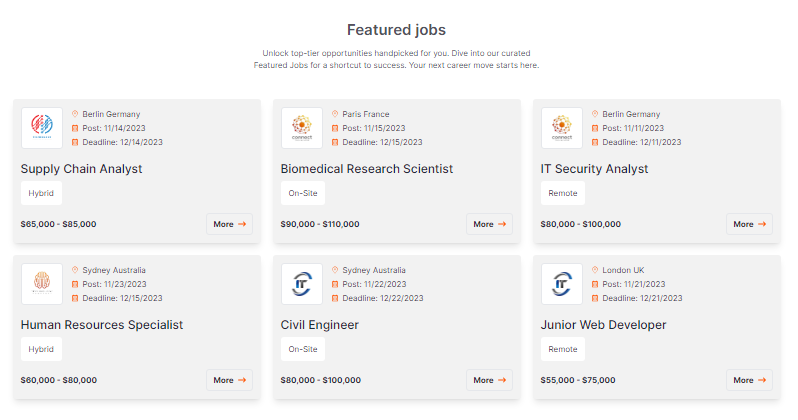 Featured jobs
Unlock top-tier opportunities handpicked for you. Dive into our curated
Featured Jobs for a shortcut to success. Your next career move starts here.
Berlin Germany
Post: 11/14/2023
Deadline: 12/14/2023
Supply Chain Analyst
Hybrid
$65,000 - $85,000
More
connect
Paris France
Post: 11/15/2023
Deadline: 12/15/2023
Biomedical Research Scientist
On-Site
$90,000 - $110,000
More
connect
Berlin Germany
Post: 11/11/2023
Deadline: 12/11/2023
IT Security Analyst
Remote
$80,000 - $100,000
More
Sydney Australia
Post: 11/23/2023
Deadline: 12/15/2023
Human Resources Specialist
Hybrid
$60,000 - $80,000
More
IT
Sydney Australia
Post: 11/22/2023
Deadline: 12/22/2023
Civil Engineer
On-Site
$80,000 - $100,000
More
IT
London UK
Post: 11/21/2023
Deadline: 12/21/2023
Junior Web Developer
Remote
$55,000 - $75,000
More